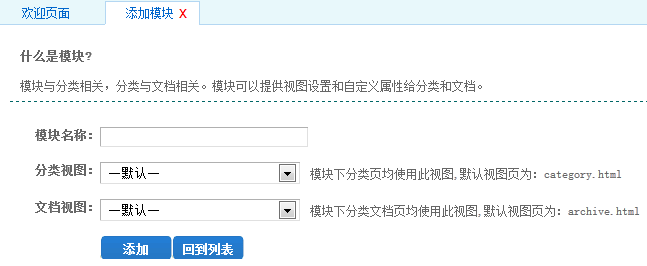 欢迎页面 添加模块 X
什么是模块?
模块与分类相关，分类与文档相关。模块可以提供视图设置和自定义属性给分类和文档。
模块名称：
分类视图： —默认— 模块下分类页均使用此视图,默认视图页为：category.html
文档视图： —默认— 模块下分类文档页均使用此视图,默认视图页为：archive.html
添加 回到列表